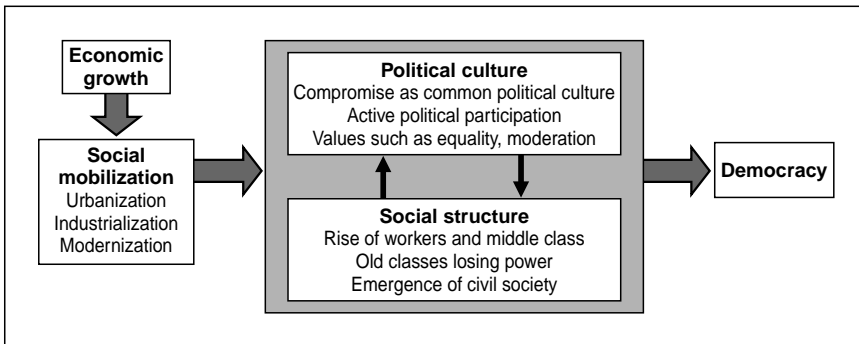 Economic
growth
Social
mobilization
Urbanization
Industrialization
Modernization
Political culture
Compromise as common political culture
Active political participation
Values such as equality, moderation
Social structure
Rise of workers and middle class
Old classes losing power
Emergence of civil society
Democracy